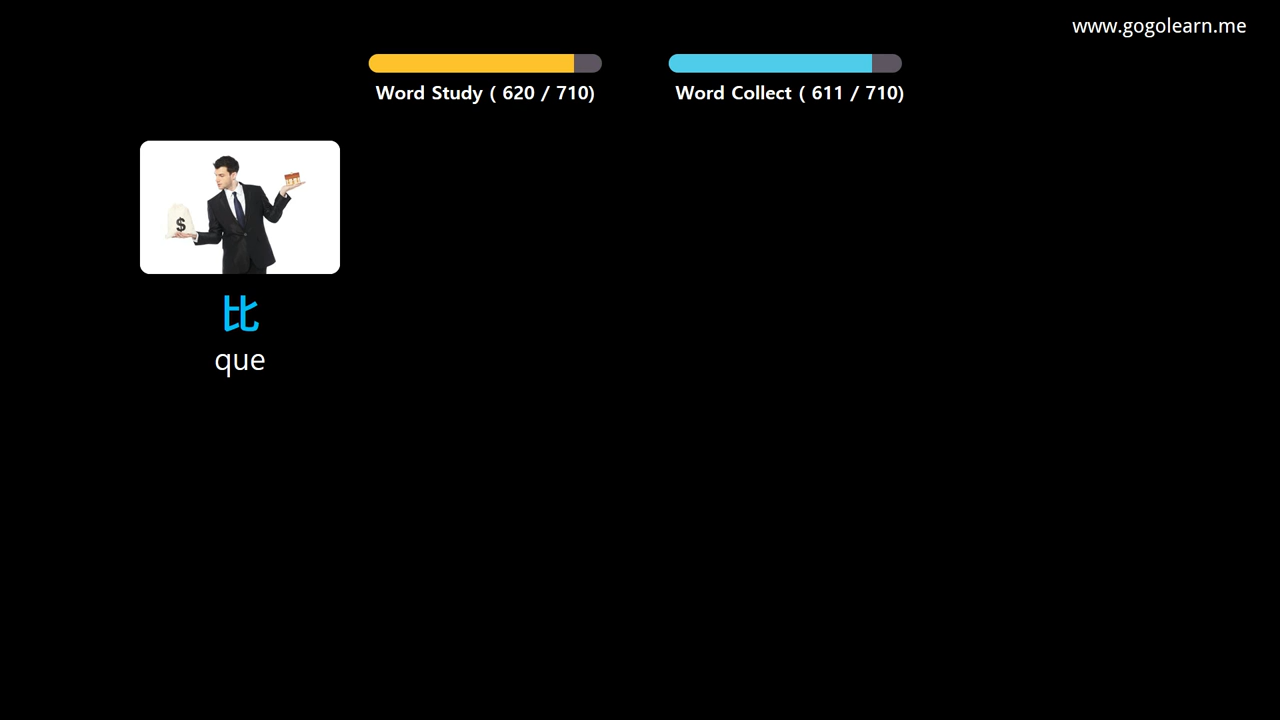 www.gogolearn.me
Word Study ( 620 / 710)
Word Collect ( 611 / 710)
$
比
que